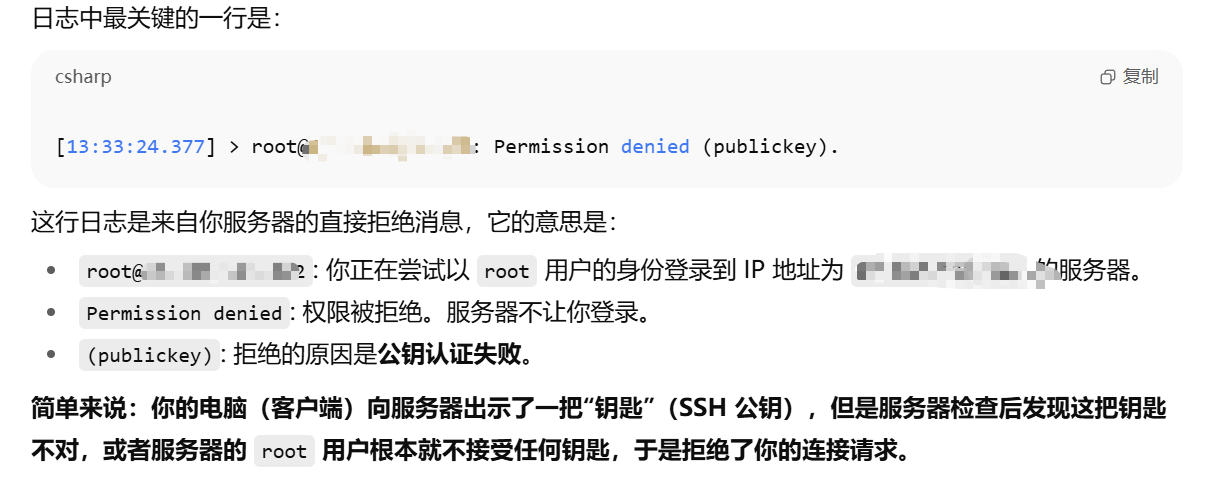 日志中最关键的一行是：
csharp 复制
[13:33:24.377] > root@: Permission denied (publickey).
这行日志是来自你服务器的直接拒绝消息，它的意思是：
• root@2：你正在尝试以 root 用户的身份登录到 IP 地址为 的服务器。
• Permission denied：权限被拒绝。服务器不让你登录。
• (publickey)：拒绝的原因是公钥认证失败。
简单来说：你的电脑（客户端）向服务器出示了一把“钥匙”（SSH 公钥），但是服务器检查后发现这把钥匙
不对，或者服务器的 root 用户根本就不接受任何钥匙，于是拒绝了你的连接请求。